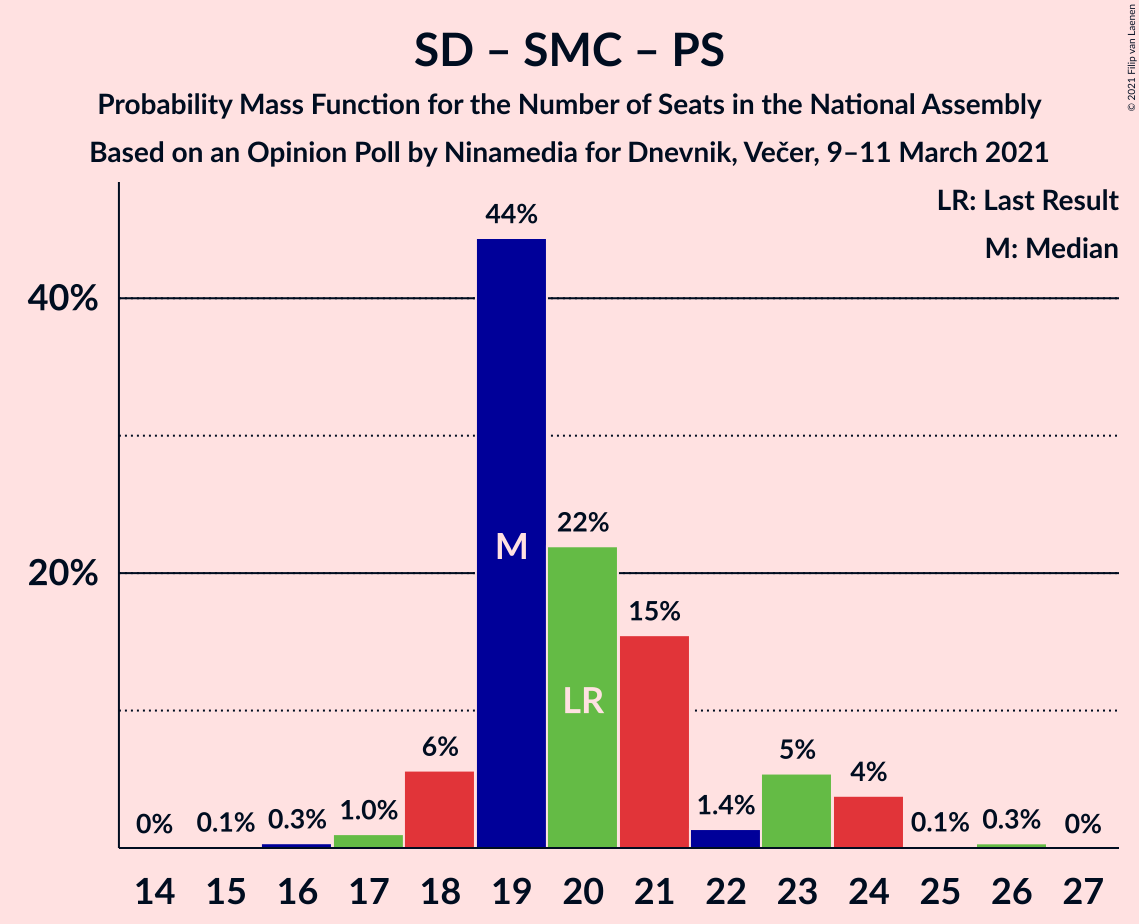 SD – SMC – PS
Probability Mass Function for the Number of Seats in the National Assembly
Based on an Opinion Poll by Ninamedia for Dnevnik, Večer, 9–11 March 2021
© 2021 Filip van Laenen
LR: Last Result
M: Median
40%
20%
0%
0.1%
0.3%
1.0%
6%
44%
22%
15%
1.4%
5%
4%
0.1%
0.3%
0%
M
LR
14 15 16 17 18 19 20 21 22 23 24 25 26 27